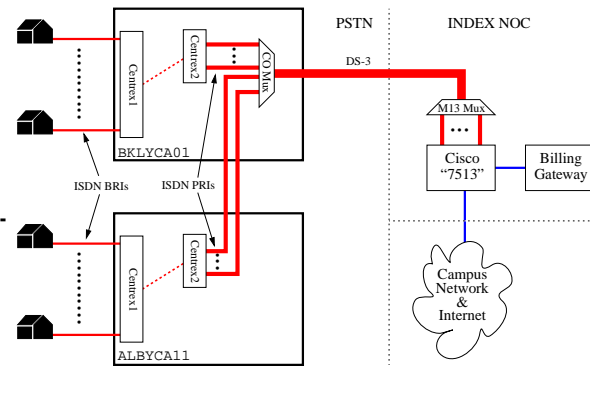 PSTN
INDEX NOC
DS-3
Centrex1
Centrex2
CO Mux
M13 Mux
BKLYCA01
Cisco
“7513”
Billing
Gateway
ISDN BRIs
ISDN PRIs
Centrex1
Centrex2
Campus
Network
&
Internet
ALBYCA11